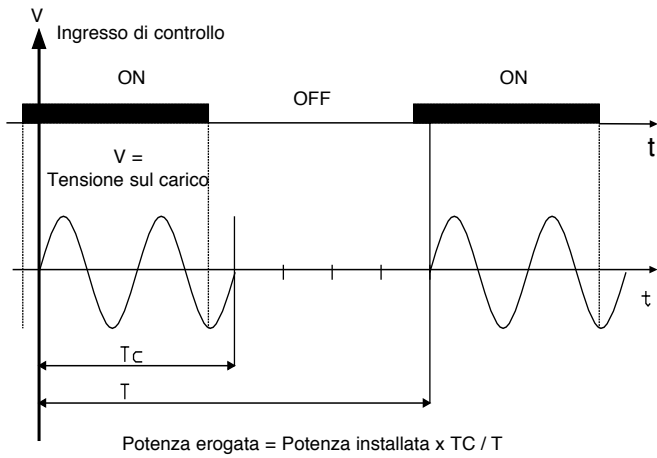 V
Ingresso di controllo
ON
OFF
ON
t
V =
Tensione sul carico
t
Tc
T
Potenza erogata = Potenza installata x TC / T